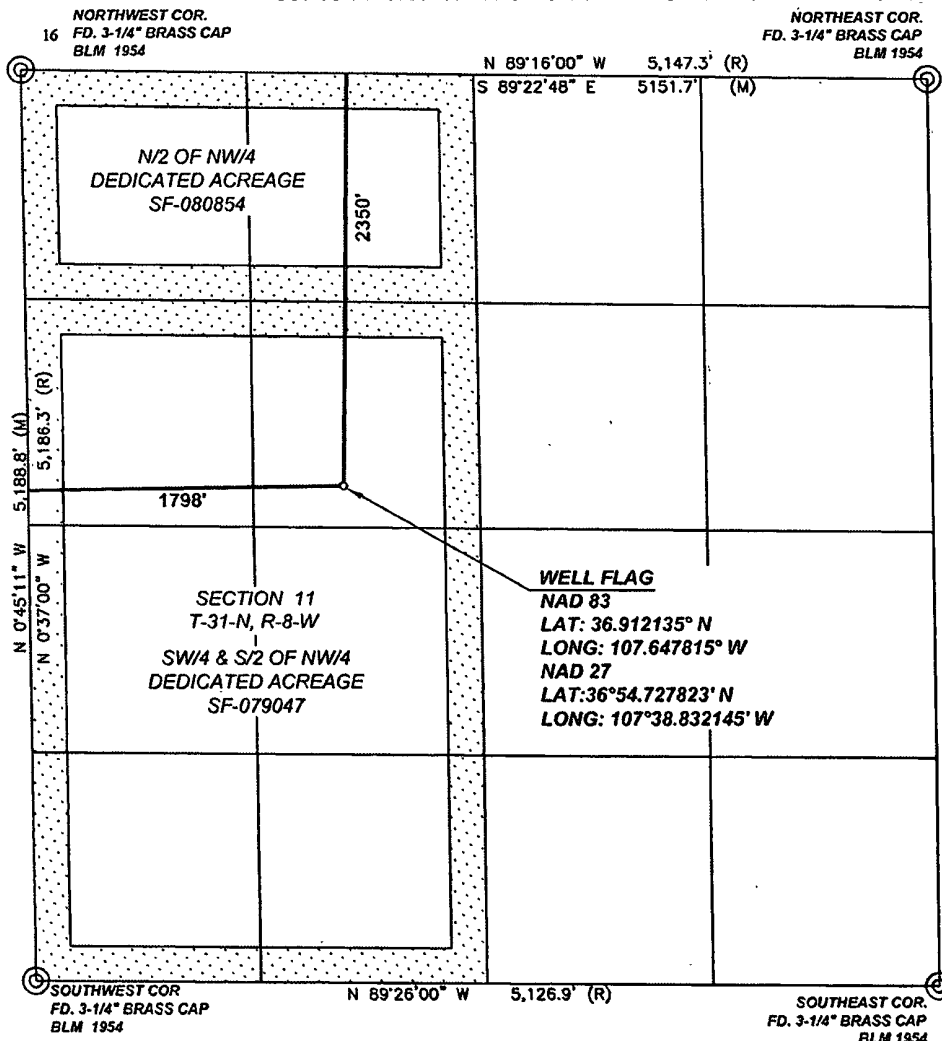 NORTHWEST COR.
16 FD. 3-1/4" BRASS CAP
BLM 1954
NORTHEAST COR.
FD. 3-1/4" BRASS CAP
BLM 1954
N 89°16'00" W 5,147.3' (R)
S 89°22'48" E 5151.7' (M)
N/2 OF NW/4
DEDICATED ACREAGE
SF-080854
2350'
N 0°45'11" W 5,188.8' (M)
N 0°37'00" W 5,186.3' (R)
1798'
WELL FLAG
NAD 83
LAT: 36.912135° N
LONG: 107.647815° W
NAD 27
LAT:36°54.727823' N
LONG: 107°38.832145' W
SECTION 11
T-31-N, R-8-W
SW/4 & S/2 OF NW/4
DEDICATED ACREAGE
SF-079047
SOUTHWEST COR
FD. 3-1/4" BRASS CAP
BLM 1954
N 89°26'00" W 5,126.9' (R)
SOUTHEAST COR.
FD. 3-1/4" BRASS CAP
BLM 1954